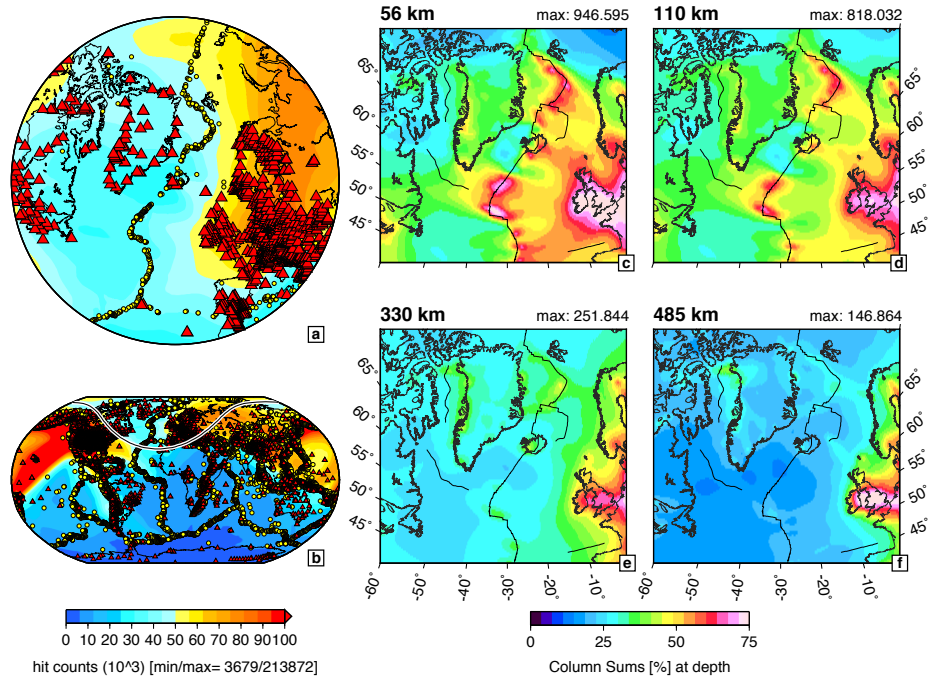 56 km
max: 946.595
110 km
max: 818.032
65°
60°
55°
50°
45°
65°
60°
55°
50°
45°
a
c
d
330 km
max: 251.844
485 km
max: 146.864
65°
60°
55°
50°
45°
65°
60°
55°
50°
45°
b
e
f
-60°
-50°
-40°
-30°
-20°
-10°
-60°
-50°
-40°
-30°
-20°
-10°
0 10 20 30 40 50 60 70 80 90 100
hit counts (10^3) [min/max= 3679/213872]
0 25 50 75
Column Sums [%] at depth